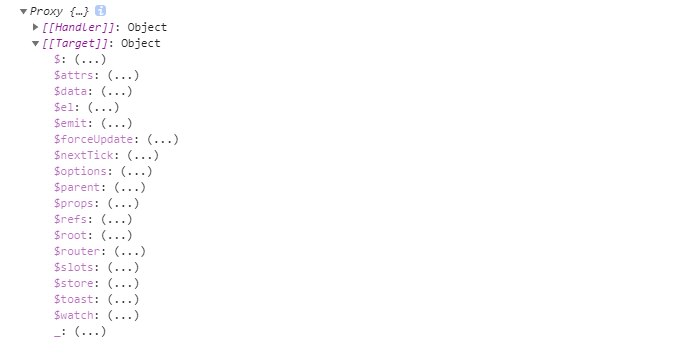 Proxy {…} i
[[Handler]]: Object
[[Target]]: Object
$: (...)
$attrs: (...)
$data: (...)
$el: (...)
$emit: (...)
$forceUpdate: (...)
$nextTick: (...)
$options: (...)
$parent: (...)
$props: (...)
$refs: (...)
$root: (...)
$router: (...)
$slots: (...)
$store: (...)
$toast: (...)
$watch: (...)
_: (...)